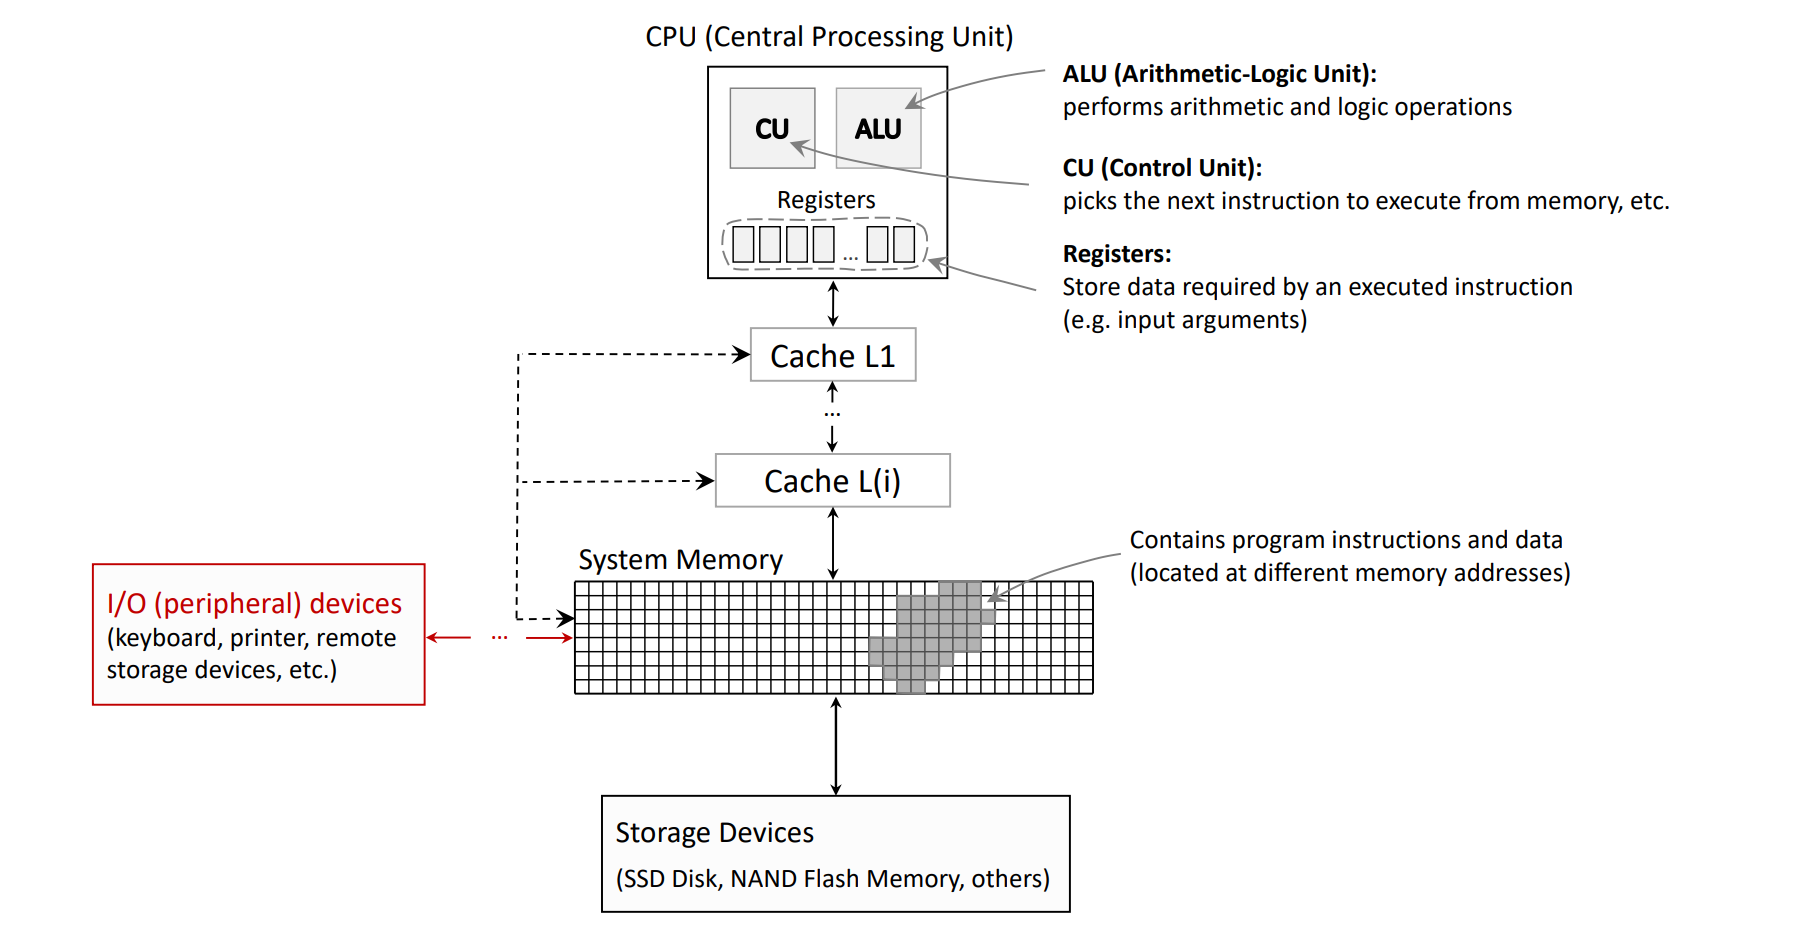 CPU (Central Processing Unit)
CU
ALU
Registers
...
ALU (Arithmetic-Logic Unit):
performs arithmetic and logic operations
CU (Control Unit):
picks the next instruction to execute from memory, etc.
Registers:
Store data required by an executed instruction
(e.g. input arguments)
Cache L1
...
Cache L(i)
System Memory
Contains program instructions and data
(located at different memory addresses)
I/O (peripheral) devices
(keyboard, printer, remote
storage devices, etc.)
...
Storage Devices
(SSD Disk, NAND Flash Memory, others)